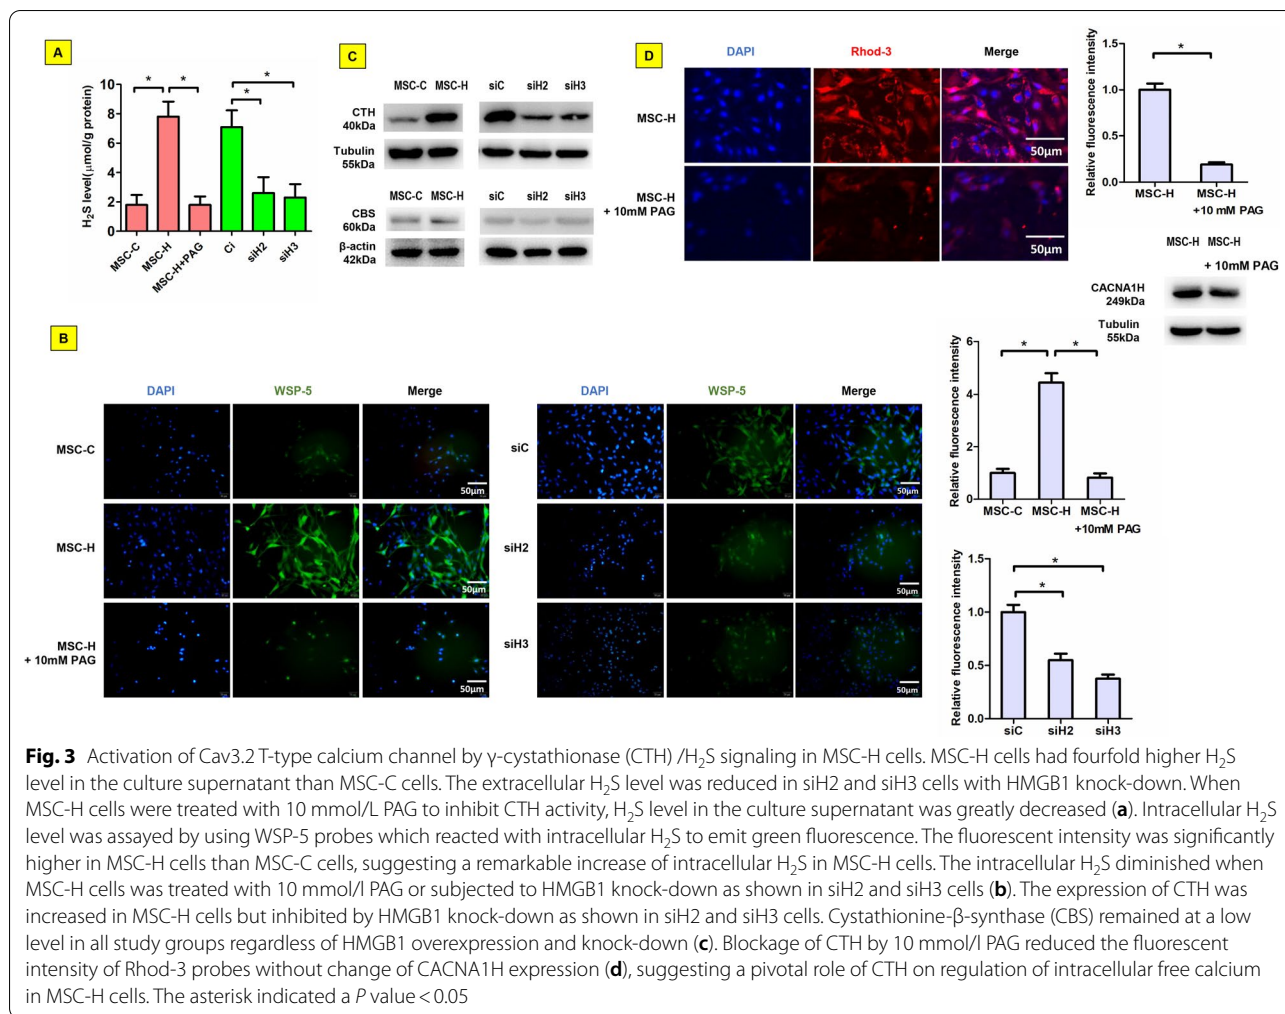 A
H2S level(μmol/g protein)
10
8
6
4
2
0
* * * *
MSC-C MSC-H MSC-H+PAG Ci siH2 siH3
C
MSC-C MSC-H siC siH2 siH3
CTH
40kDa
Tubulin
55kDa
MSC-C MSC-H siC siH2 siH3
CBS
60kDa
β-actin
42kDa
D
DAPI Rhod-3 Merge
MSC-H
50μm
MSC-H
+ 10mM PAG
50μm
Relative fluorescence intensity
1.5
1.0
0.5
0.0
*
MSC-H MSC-H
+10 mM PAG
MSC-H MSC-H
+ 10mM PAG
CACNA1H
249kDa
Tubulin
55kDa
B
DAPI WSP-5 Merge
MSC-C
50μm
MSC-H
50μm
MSC-H
+ 10mM PAG
50μm
DAPI WSP-5 Merge
siC
50μm
siH2
50μm
siH3
50μm
Relative fluorescence intensity
6
4
2
0
* *
MSC-C MSC-H MSC-H
+10mM PAG
Relative fluorescence intensity
1.5
1.0
0.5
0.0
* *
siC siH2 siH3
Fig. 3 Activation of Cav3.2 T-type calcium channel by γ-cystathionase (CTH) /H2S signaling in MSC-H cells. MSC-H cells had fourfold higher H2S
level in the culture supernatant than MSC-C cells. The extracellular H2S level was reduced in siH2 and siH3 cells with HMGB1 knock-down. When
MSC-H cells were treated with 10 mmol/L PAG to inhibit CTH activity, H2S level in the culture supernatant was greatly decreased (a). Intracellular H2S
level was assayed by using WSP-5 probes which reacted with intracellular H2S to emit green fluorescence. The fluorescent intensity was significantly
higher in MSC-H cells than MSC-C cells, suggesting a remarkable increase of intracellular H2S in MSC-H cells. The intracellular H2S diminished when
MSC-H cells was treated with 10 mmol/l PAG or subjected to HMGB1 knock-down as shown in siH2 and siH3 cells (b). The expression of CTH was
increased in MSC-H cells but inhibited by HMGB1 knock-down as shown in siH2 and siH3 cells. Cystathionine-β-synthase (CBS) remained at a low
level in all study groups regardless of HMGB1 overexpression and knock-down (c). Blockage of CTH by 10 mmol/l PAG reduced the fluorescent
intensity of Rhod-3 probes without change of CACNA1H expression (d), suggesting a pivotal role of CTH on regulation of intracellular free calcium
in MSC-H cells. The asterisk indicated a P value < 0.05